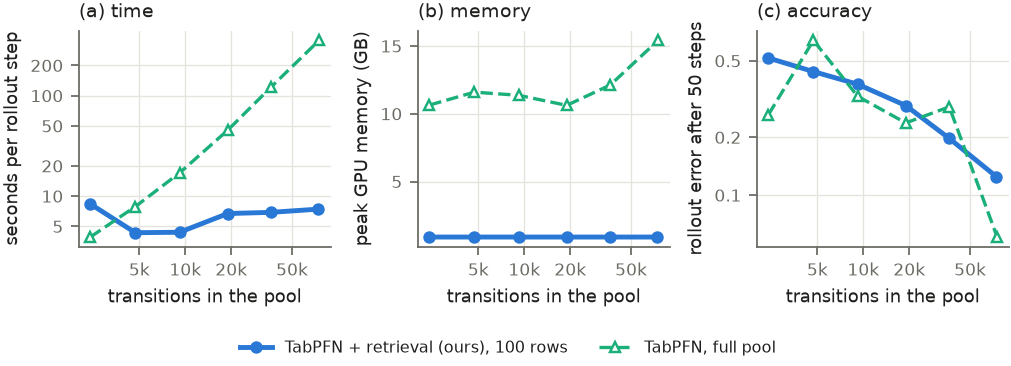 (a) time
seconds per rollout step
200
100
50
20
10
5
5k 10k 20k 50k
transitions in the pool
(b) memory
peak GPU memory (GB)
15
10
5
5k 10k 20k 50k
transitions in the pool
(c) accuracy
rollout error after 50 steps
0.5
0.2
0.1
5k 10k 20k 50k
transitions in the pool
TabPFN + retrieval (ours), 100 rows
TabPFN, full pool